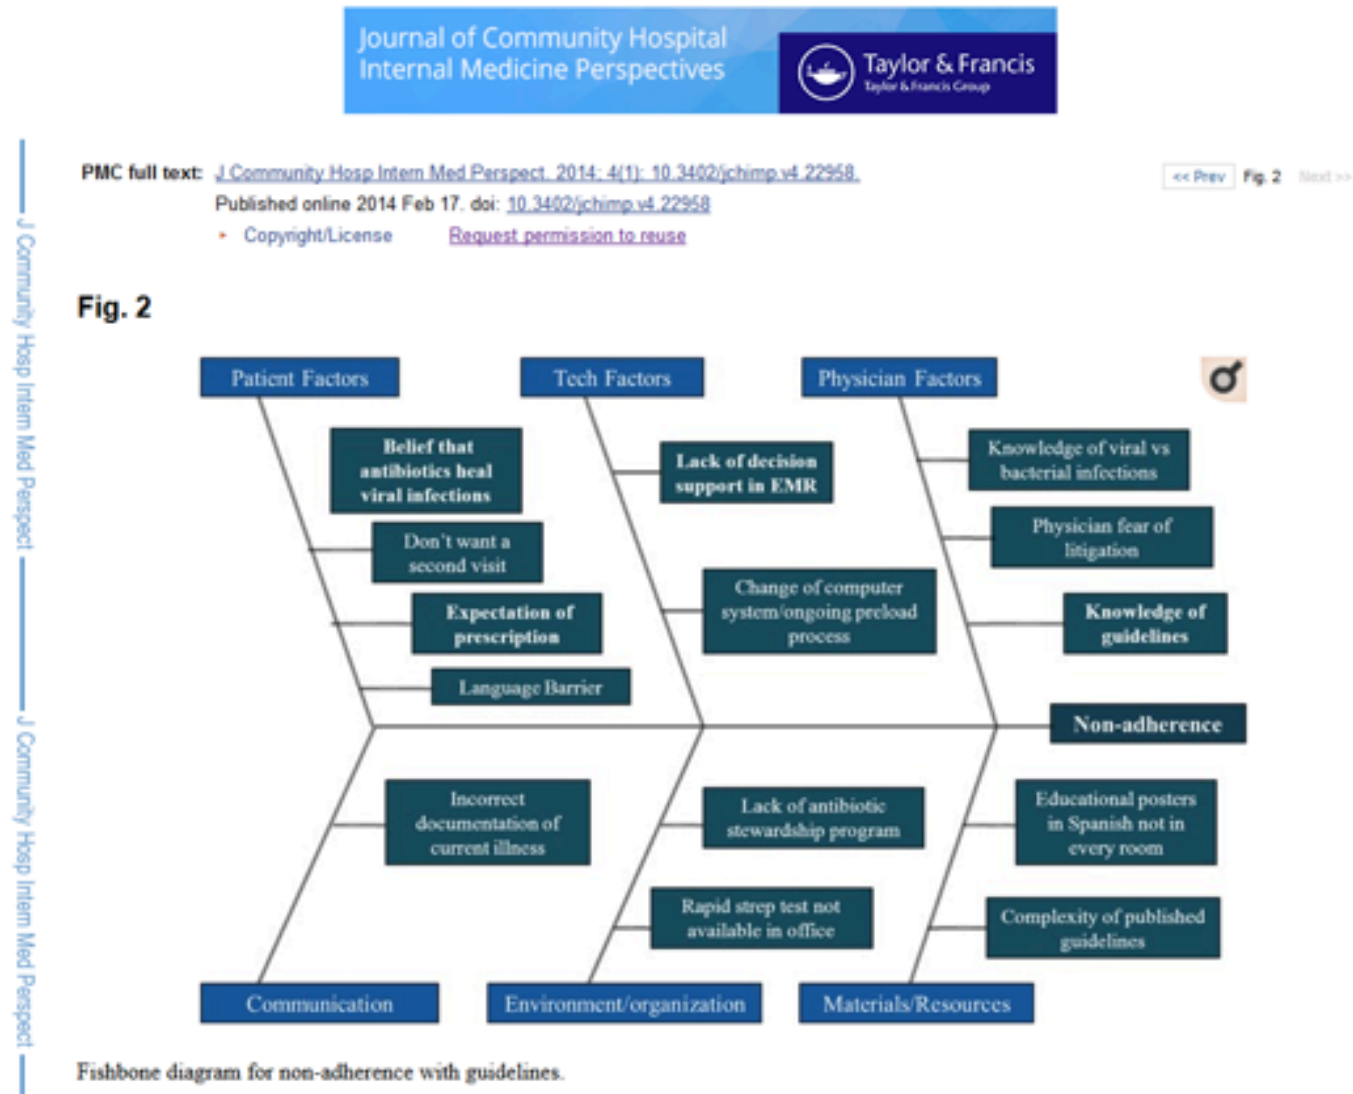 Journal of Community Hospital
Internal Medicine Perspectives
Taylor & Francis
Taylor & Francis Group
PMC full text: J Community Hosp Intern Med Perspect. 2014; 4(1): 10.3402/jchimp.v4.22958.
Published online 2014 Feb 17. doi: 10.3402/jchimp.v4.22958
Copyright/License Request permission to reuse
<< Prev Fig. 2 Next >>
J Community Hosp Intern Med Perspect
J Community Hosp Intern Med Perspect
Fig. 2
Patient Factors
Tech Factors
Physician Factors
Belief that
antibiotics heal
viral infections
Don't want a
second visit
Expectation of
prescription
Language Barrier
Lack of decision
support in EMR
Change of computer
system/ongoing preload
process
Knowledge of viral vs
bacterial infections
Physician fear of
litigation
Knowledge of
guidelines
Non-adherence
Incorrect
documentation of
current illness
Lack of antibiotic
stewardship program
Rapid strep test not
available in office
Educational posters
in Spanish not in
every room
Complexity of published
guidelines
Communication
Environment/organization
Materials/Resources
Fishbone diagram for non-adherence with guidelines.